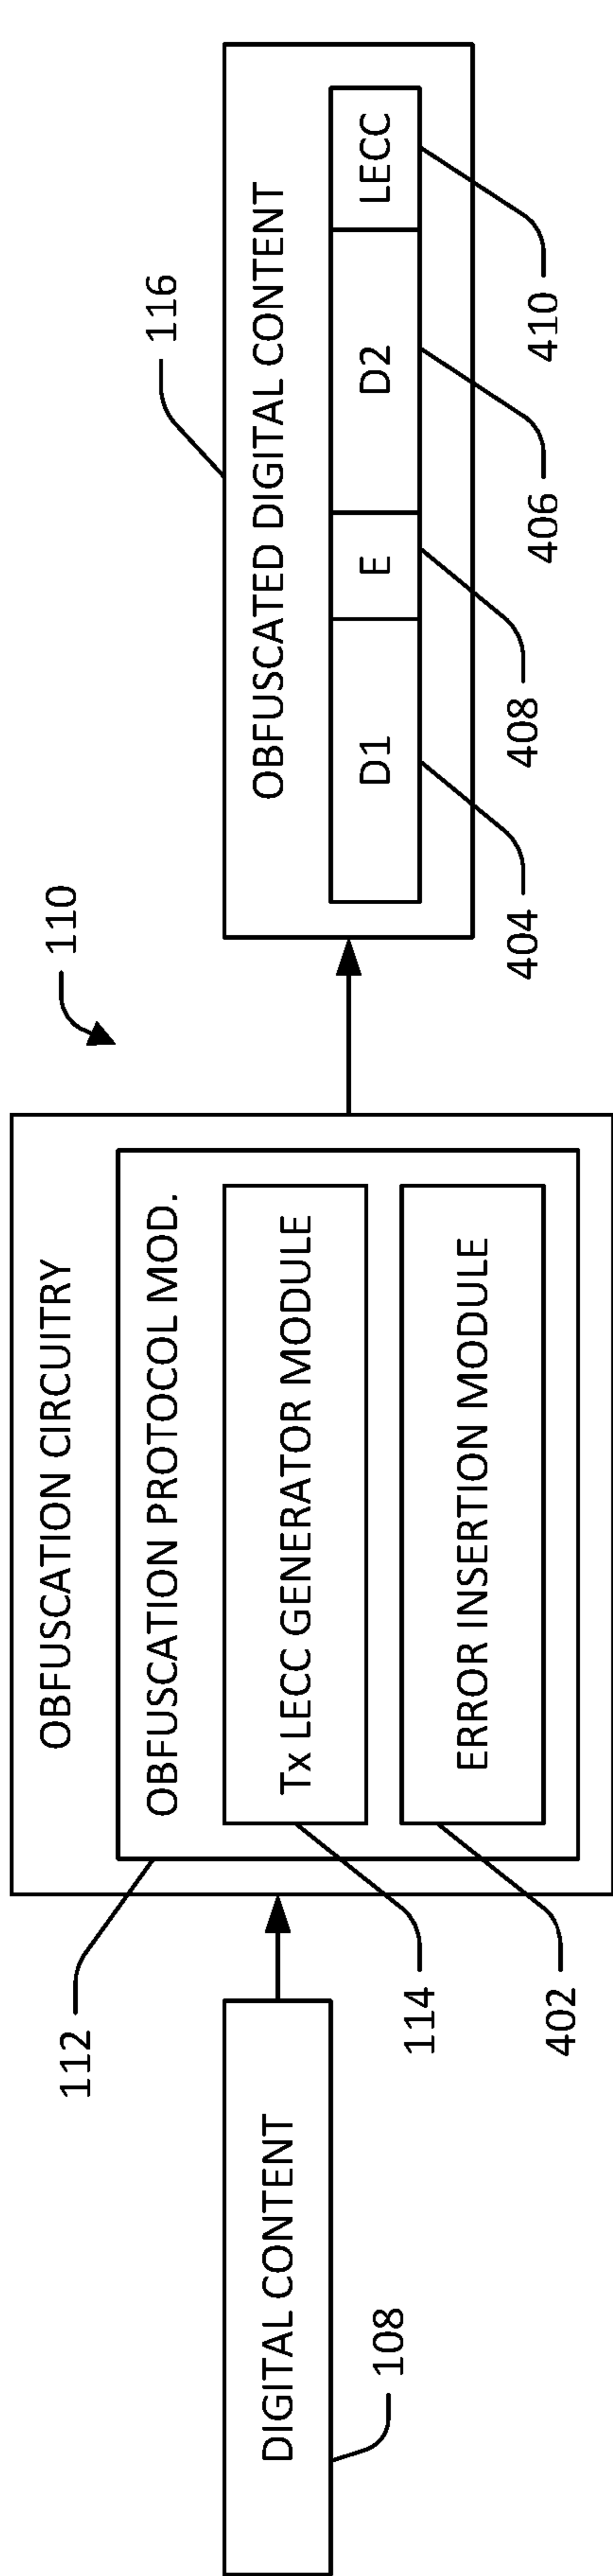 110
OBFUSCATION CIRCUITRY
112
OBFUSCATION PROTOCOL MOD.
Tx LECC GENERATOR MODULE
114
ERROR INSERTION MODULE
402
DIGITAL CONTENT
108
116
OBFUSCATED DIGITAL CONTENT
D1
E
D2
LECC
404
408
406
410